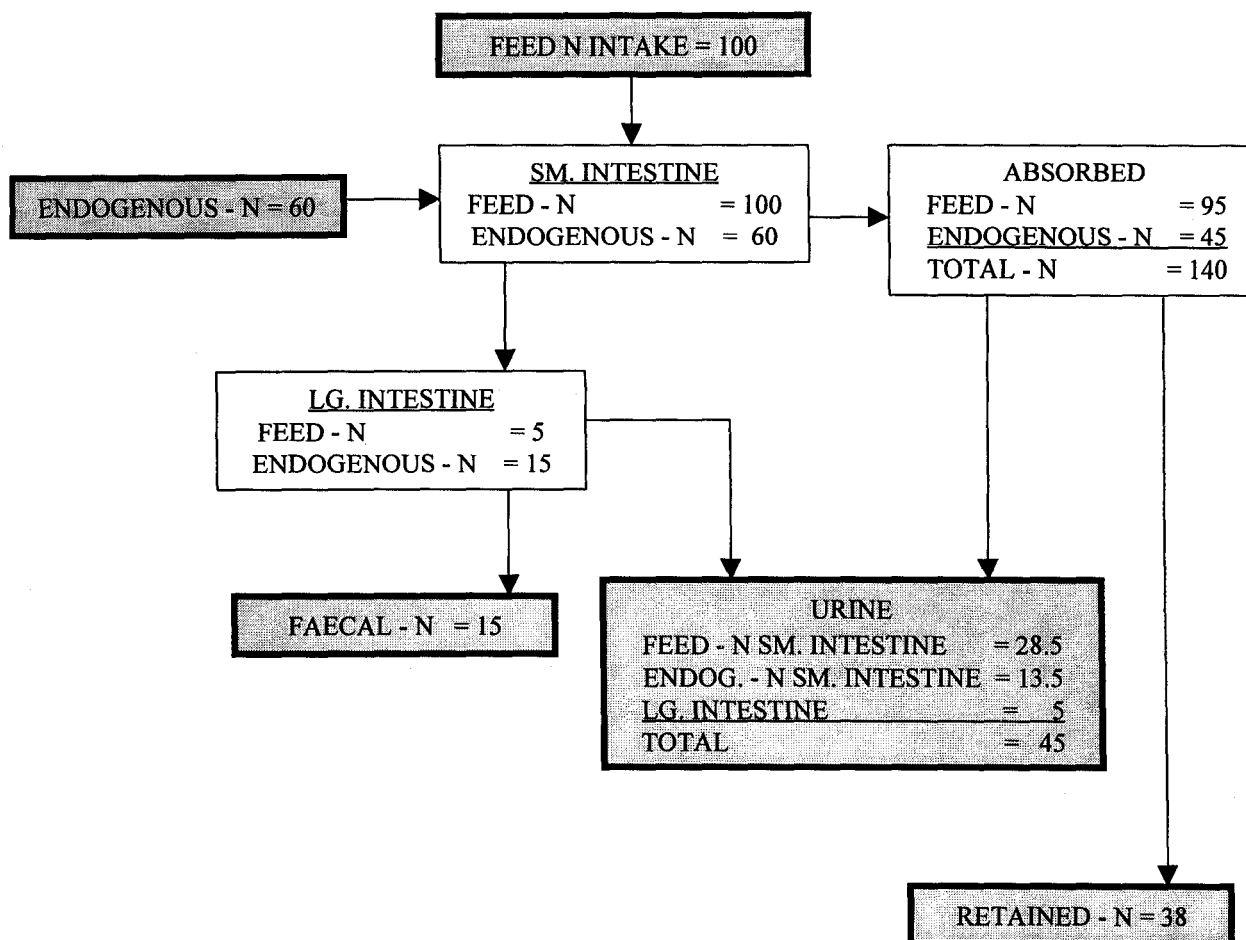 FEED N INTAKE = 100
ENDOGENOUS - N = 60
SM. INTESTINE
FEED - N = 100
ENDOGENOUS - N = 60
ABSORBED
FEED - N = 95
ENDOGENOUS - N = 45
TOTAL - N = 140
LG. INTESTINE
FEED - N = 5
ENDOGENOUS - N = 15
FAECAL - N = 15
URINE
FEED - N SM. INTESTINE = 28.5
ENDOG. - N SM. INTESTINE = 13.5
LG. INTESTINE = 5
TOTAL = 45
RETAINED - N = 38